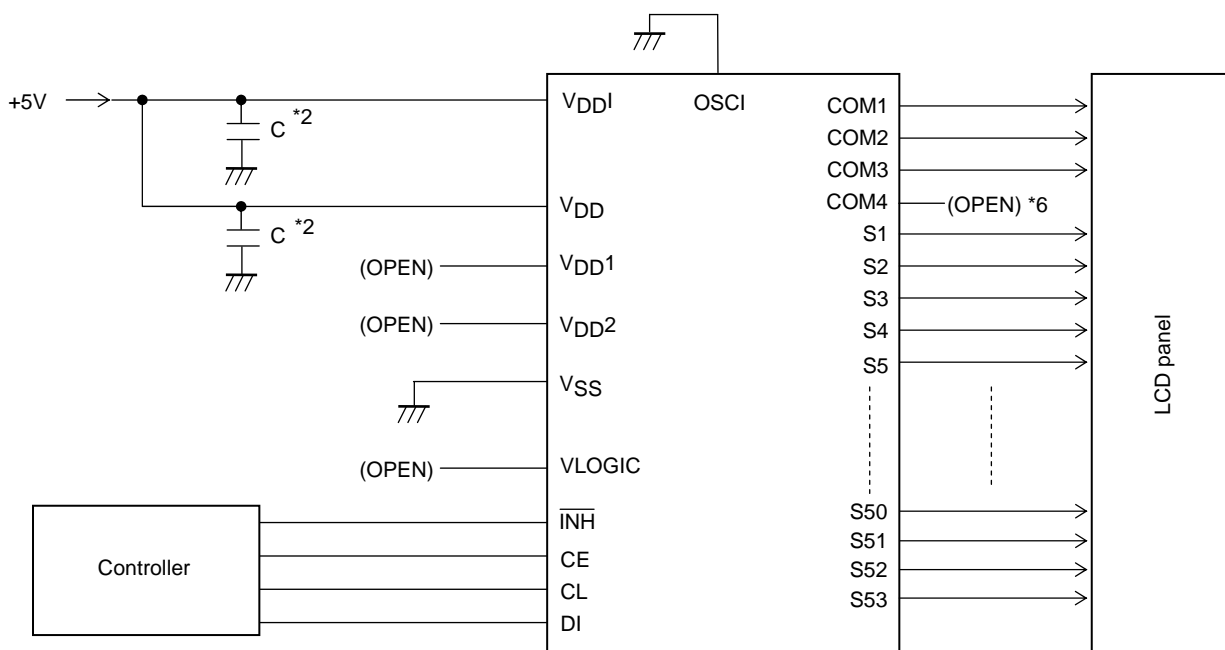 OSCI
+5V
VDDI
C *2
VDD
C *2
(OPEN) VDD1
(OPEN) VDD2
VSS
(OPEN) VLOGIC
Controller
INH
CE
CL
DI
COM1
COM2
COM3
COM4 (OPEN) *6
S1
S2
S3
S4
S5
S50
S51
S52
S53
LCD panel